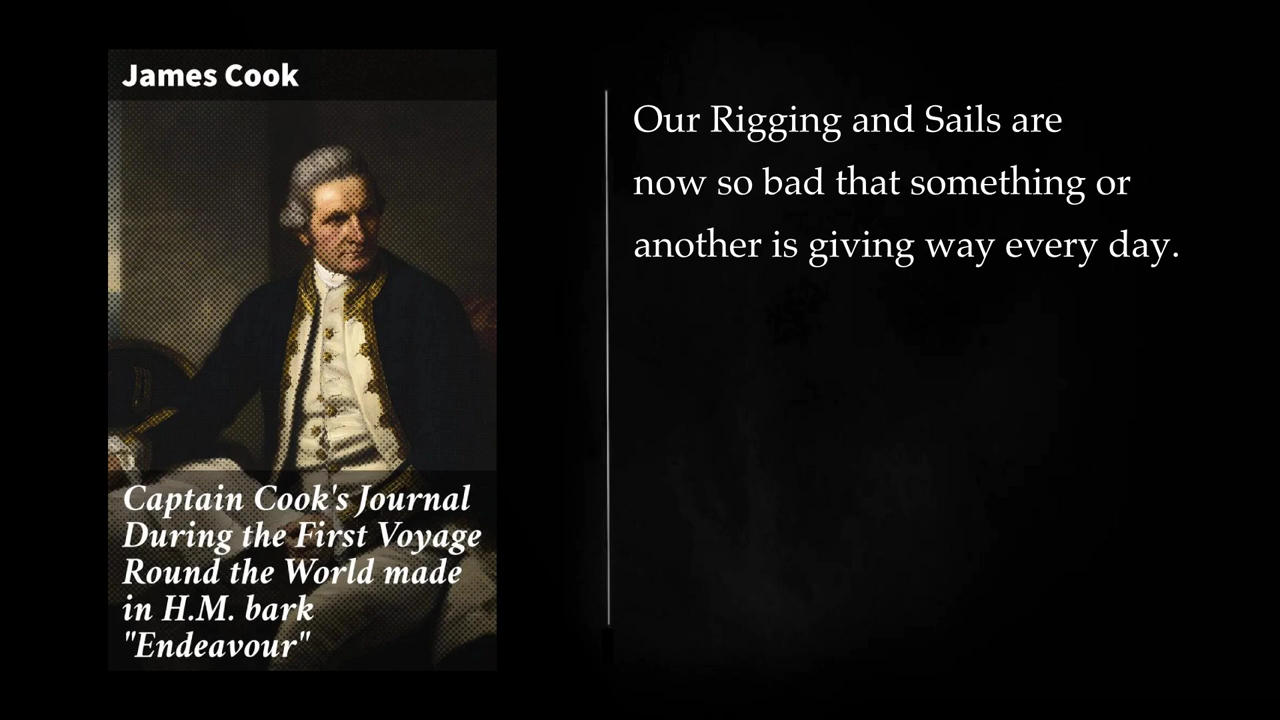 James Cook
Captain Cook's Journal
During the First Voyage
Round the World made
in H.M. bark
"Endeavour"
Our Rigging and Sails are
now so bad that something or
another is giving way every day.